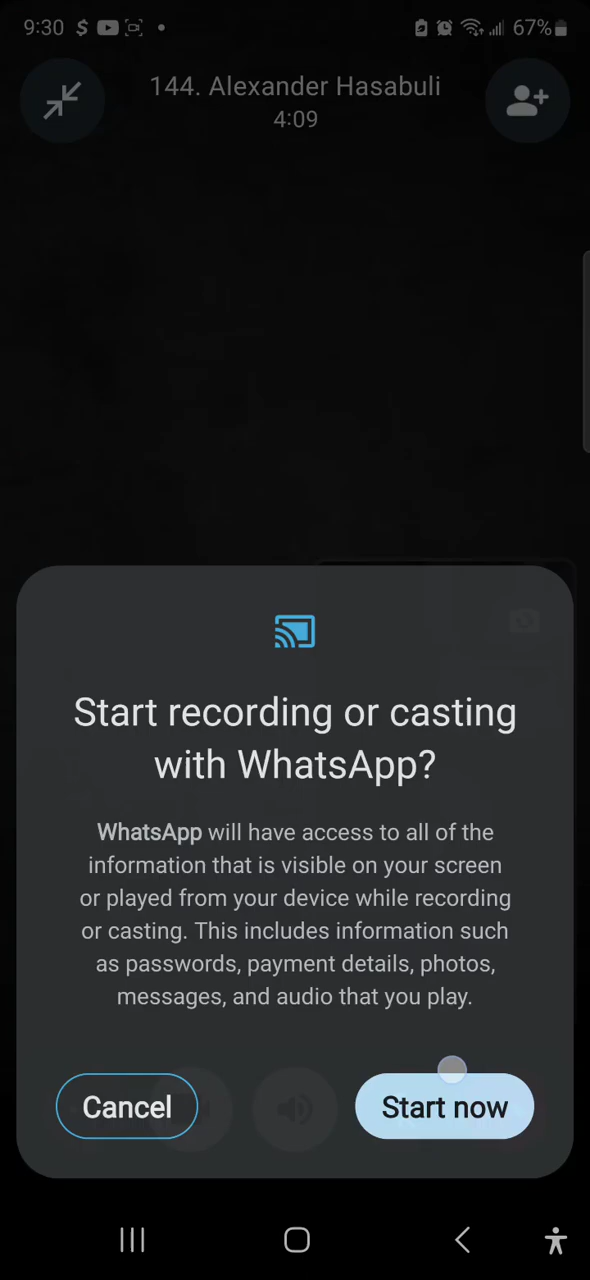 9:30 $ 67%
144. Alexander Hasabuli
4:09
Start recording or casting
with WhatsApp?
WhatsApp will have access to all of the
information that is visible on your screen
or played from your device while recording
or casting. This includes information such
as passwords, payment details, photos,
messages, and audio that you play.
Cancel
Start now